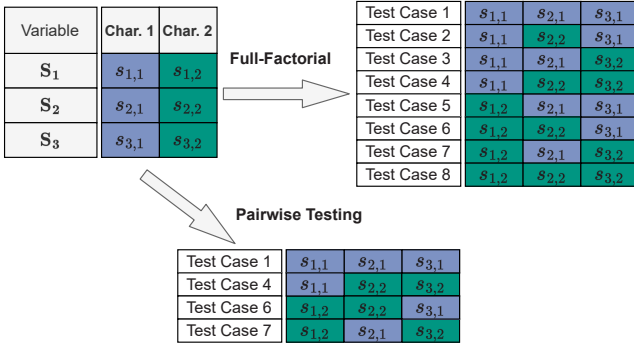 Variable Char. 1 Char. 2
S₁ s₁,₁ s₁,₂
S₂ s₂,₁ s₂,₂
S₃ s₃,₁ s₃,₂
Full-Factorial
Test Case 1 s₁,₁ s₂,₁ s₃,₁
Test Case 2 s₁,₁ s₂,₂ s₃,₁
Test Case 3 s₁,₁ s₂,₁ s₃,₂
Test Case 4 s₁,₁ s₂,₂ s₃,₂
Test Case 5 s₁,₂ s₂,₁ s₃,₁
Test Case 6 s₁,₂ s₂,₂ s₃,₁
Test Case 7 s₁,₂ s₂,₁ s₃,₂
Test Case 8 s₁,₂ s₂,₂ s₃,₂
Pairwise Testing
Test Case 1 s₁,₁ s₂,₁ s₃,₁
Test Case 4 s₁,₁ s₂,₂ s₃,₂
Test Case 6 s₁,₂ s₂,₂ s₃,₁
Test Case 7 s₁,₂ s₂,₁ s₃,₂